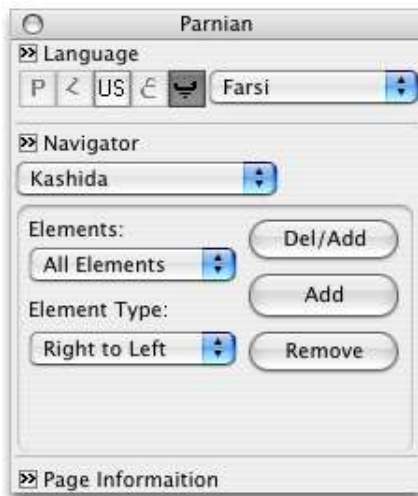 Parnian
Language
P US ع ف Farsi
Navigator
Kashida
Elements:
Del/Add
All Elements
Add
Element Type:
Right to Left
Remove
Page Informaition